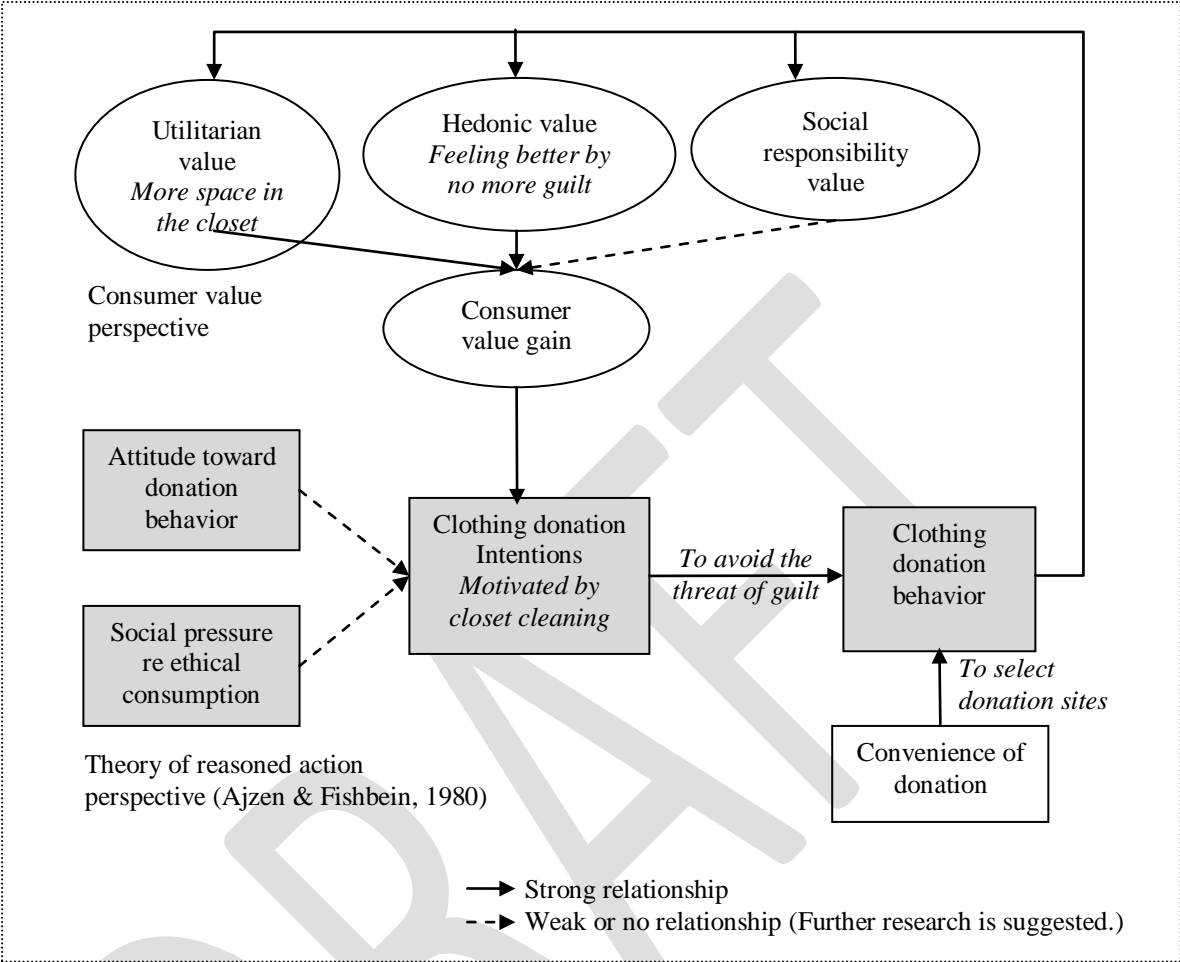 Utilitarian
value
More space in
the closet
Hedonic value
Feeling better by
no more guilt
Social
responsibility
value
Consumer value
perspective
Consumer
value gain
Attitude toward
donation
behavior
Clothing donation
Intentions
Motivated by
closet cleaning
To avoid the
threat of guilt
Clothing
donation
behavior
Social pressure
re ethical
consumption
To select
donation sites
Convenience of
donation
Theory of reasoned action
perspective (Ajzen & Fishbein, 1980)
Strong relationship
Weak or no relationship (Further research is suggested.)
DRAFT